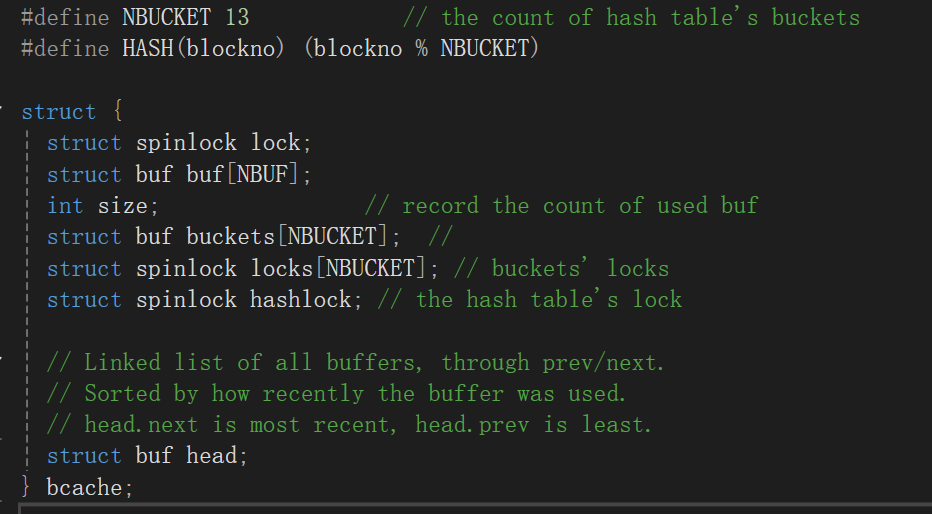 #define NBUCKET 13 // the count of hash table's buckets
#define HASH(blockno) (blockno % NBUCKET)
struct {
struct spinlock lock;
struct buf buf[NBUF];
int size; // record the count of used buf
struct buf buckets[NBUCKET]; //
struct spinlock locks[NBUCKET]; // buckets' locks
struct spinlock hashlock; // the hash table's lock
// Linked list of all buffers, through prev/next.
// Sorted by how recently the buffer was used.
// head.next is most recent, head.prev is least.
struct buf head;
} bcache;